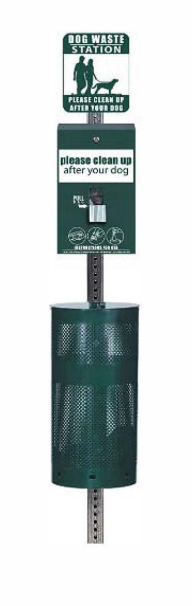 DOG WASTE
STATION
PLEASE CLEAN UP
AFTER YOUR DOG
please clean up
after your dog
PULL
INSTRUCTIONS FOR USE